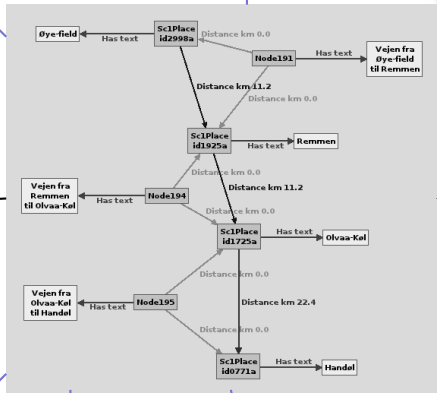 Øye-field
Has text
Sc1Place
id2998a
Distance km 0.0
Node191
Has text
Vejen fra
Øye-field
til Remmen
Distance km 11.2
Distance km 0.0
Sc1Place
id1925a
Has text
Remmen
Distance km 0.0
Vejen fra
Remmen
til Olvaa-Køl
Has text
Node194
Distance km 11.2
Distance km 0.0
Sc1Place
id1725a
Has text
Olvaa-Køl
Distance km 0.0
Vejen fra
Olvaa-Køl
til Handøl
Has text
Node195
Distance km 22.4
Distance km 0.0
Sc1Place
id0771a
Has text
Handøl